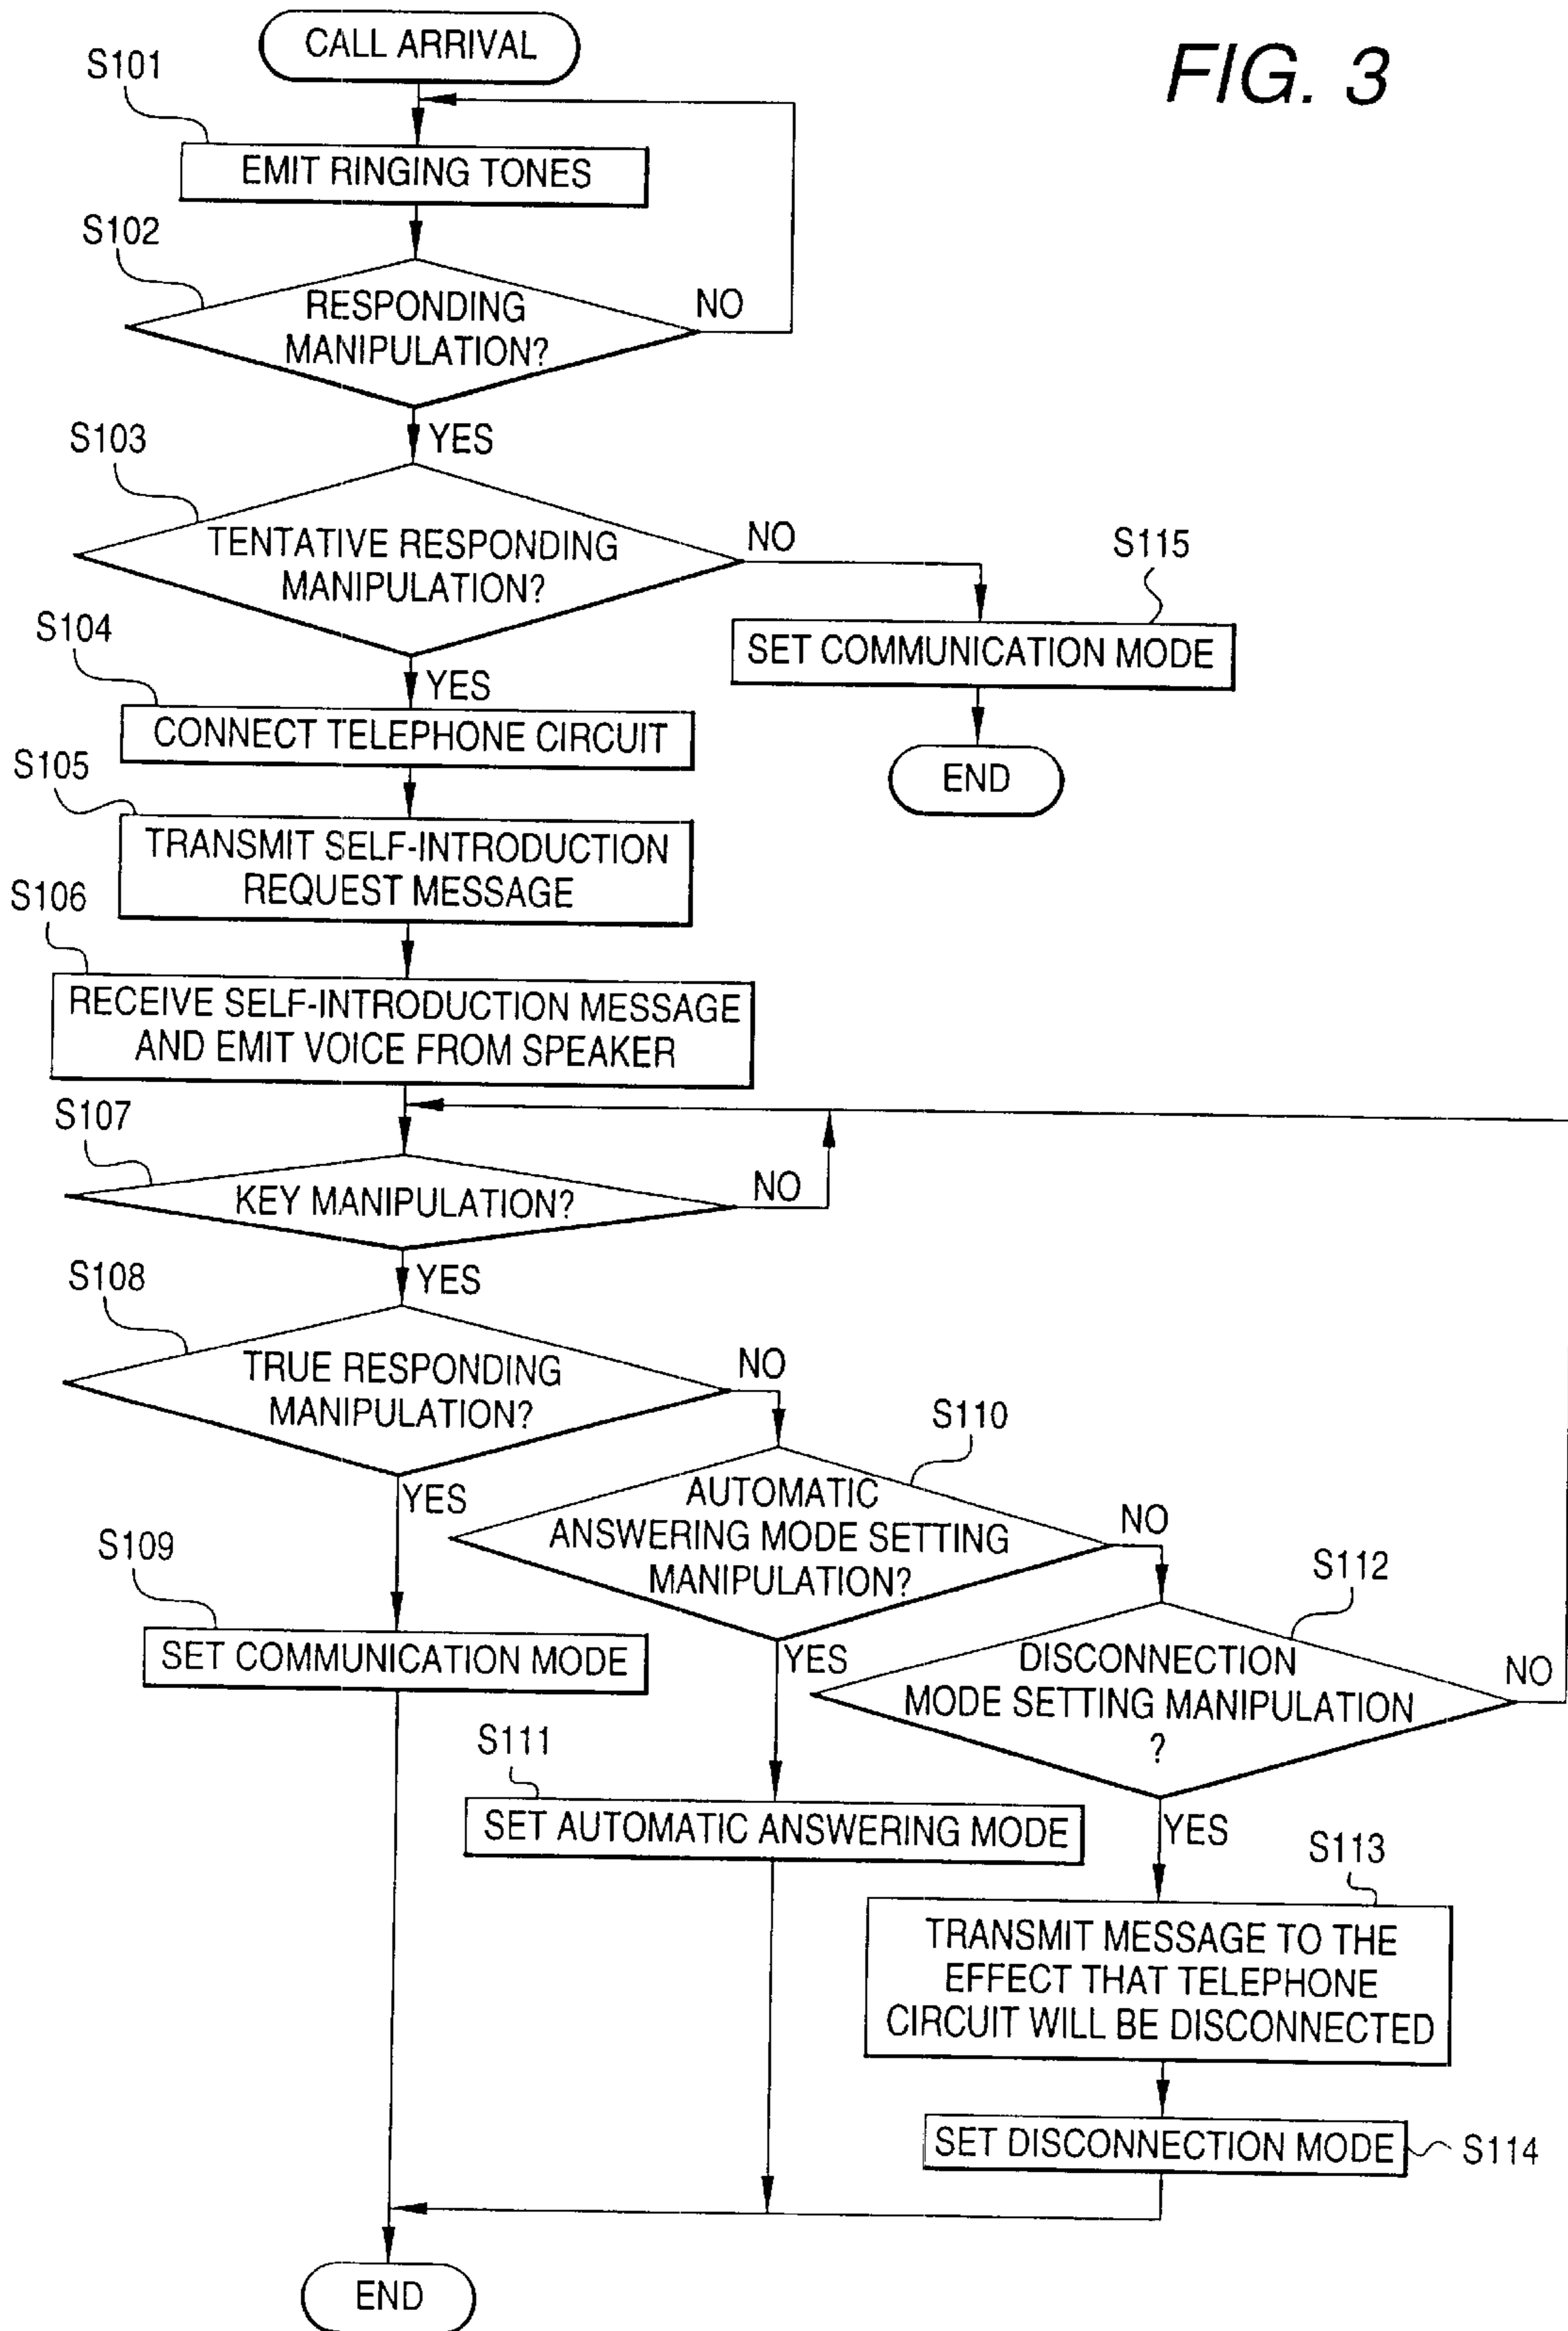 FIG. 3
CALL ARRIVAL
S101
EMIT RINGING TONES
S102
RESPONDING
MANIPULATION?
NO
YES
S103
TENTATIVE RESPONDING
MANIPULATION?
NO
S115
SET COMMUNICATION MODE
END
YES
S104
CONNECT TELEPHONE CIRCUIT
S105
TRANSMIT SELF-INTRODUCTION
REQUEST MESSAGE
S106
RECEIVE SELF-INTRODUCTION MESSAGE
AND EMIT VOICE FROM SPEAKER
S107
KEY MANIPULATION?
NO
YES
S108
TRUE RESPONDING
MANIPULATION?
NO
YES
S109
SET COMMUNICATION MODE
S110
AUTOMATIC
ANSWERING MODE SETTING
MANIPULATION?
NO
YES
S111
SET AUTOMATIC ANSWERING MODE
S112
DISCONNECTION
MODE SETTING MANIPULATION
?
NO
YES
S113
TRANSMIT MESSAGE TO THE
EFFECT THAT TELEPHONE
CIRCUIT WILL BE DISCONNECTED
SET DISCONNECTION MODE
S114
END